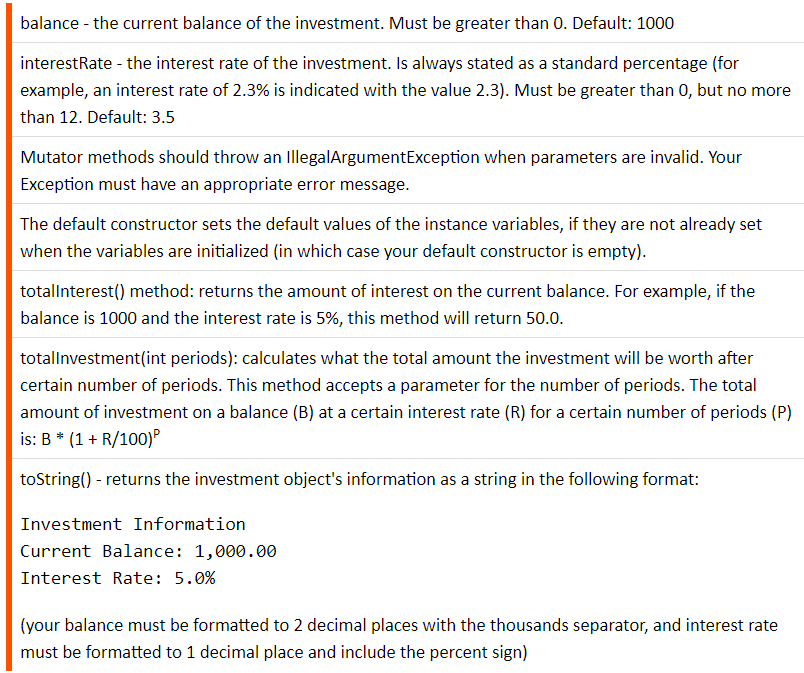 balance - the current balance of the investment. Must be greater than 0. Default: 1000
interestRate - the interest rate of the investment. Is always stated as a standard percentage (for
example, an interest rate of 2.3% is indicated with the value 2.3). Must be greater than 0, but no more
than 12. Default: 3.5
Mutator methods should throw an IllegalArgumentException when parameters are invalid. Your
Exception must have an appropriate error message.
The default constructor sets the default values of the instance variables, if they are not already set
when the variables are initialized (in which case your default constructor is empty).
totalInterest() method: returns the amount of interest on the current balance. For example, if the
balance is 1000 and the interest rate is 5%, this method will return 50.0.
totalInvestment(int periods): calculates what the total amount the investment will be worth after
certain number of periods. This method accepts a parameter for the number of periods. The total
amount of investment on a balance (B) at a certain interest rate (R) for a certain number of periods (P)
is: B * (1 + R/100)ᴾ
toString() - returns the investment object's information as a string in the following format:
Investment Information
Current Balance: 1,000.00
Interest Rate: 5.0%
(your balance must be formatted to 2 decimal places with the thousands separator, and interest rate
must be formatted to 1 decimal place and include the percent sign)